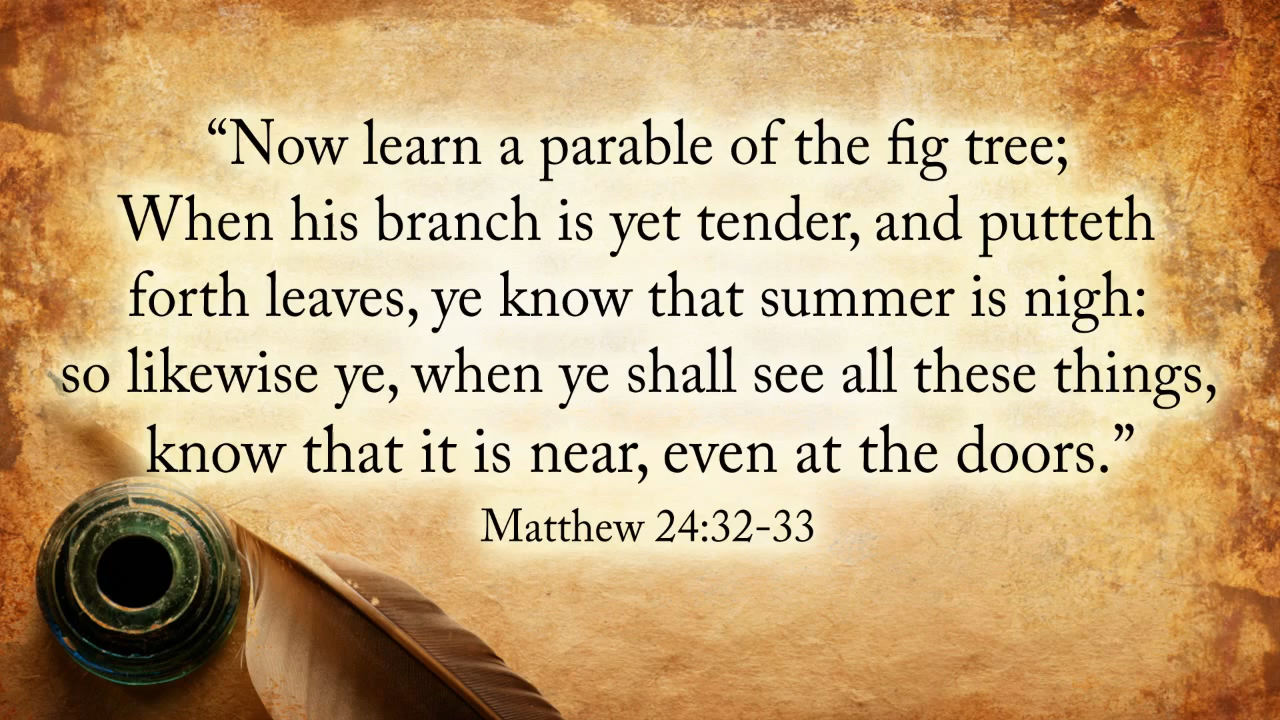 “Now learn a parable of the fig tree;
When his branch is yet tender, and putteth
forth leaves, ye know that summer is nigh:
so likewise ye, when ye shall see all these things,
know that it is near, even at the doors.”
Matthew 24:32-33